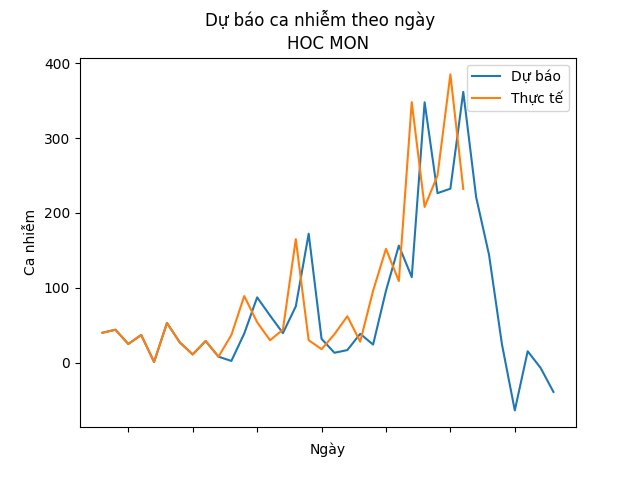 Dự báo ca nhiễm theo ngày
HOC MON
Dự báo
Thực tế
400
300
200
100
0
Ca nhiễm
Ngày